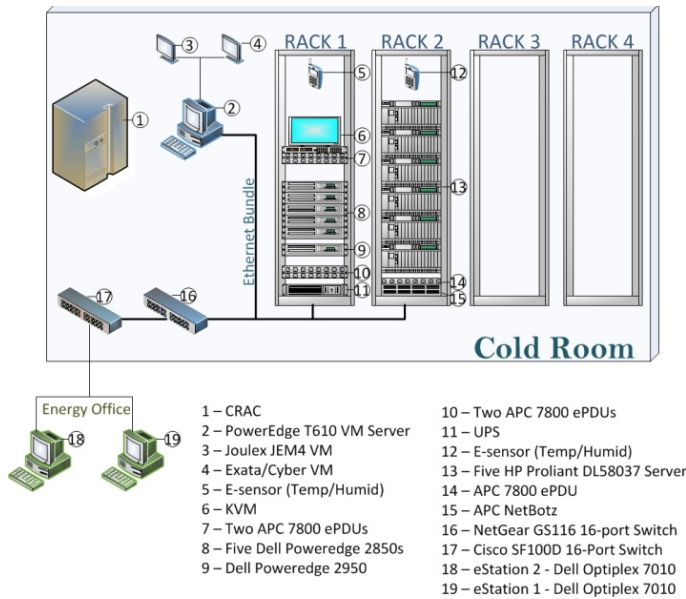 RACK 1
RACK 2
RACK 3
RACK 4
3
4
5
12
1
2
6
7
13
8
9
10
11
14
15
Ethernet Bundle
17
16
Cold Room
Energy Office
18
19
1 – CRAC
2 – PowerEdge T610 VM Server
3 – Joulex JEM4 VM
4 – Exata/Cyber VM
5 – E-sensor (Temp/Humid)
6 – KVM
7 – Two APC 7800 ePDUs
8 – Five Dell Poweredge 2850s
9 – Dell Poweredge 2950
10 – Two APC 7800 ePDUs
11 – UPS
12 – E-sensor (Temp/Humid)
13 – Five HP Proliant DL58037 Server
14 – APC 7800 ePDU
15 – APC NetBotz
16 – NetGear GS116 16-port Switch
17 – Cisco SF100D 16-Port Switch
18 – eStation 2 - Dell Optiplex 7010
19 – eStation 1 - Dell Optiplex 7010